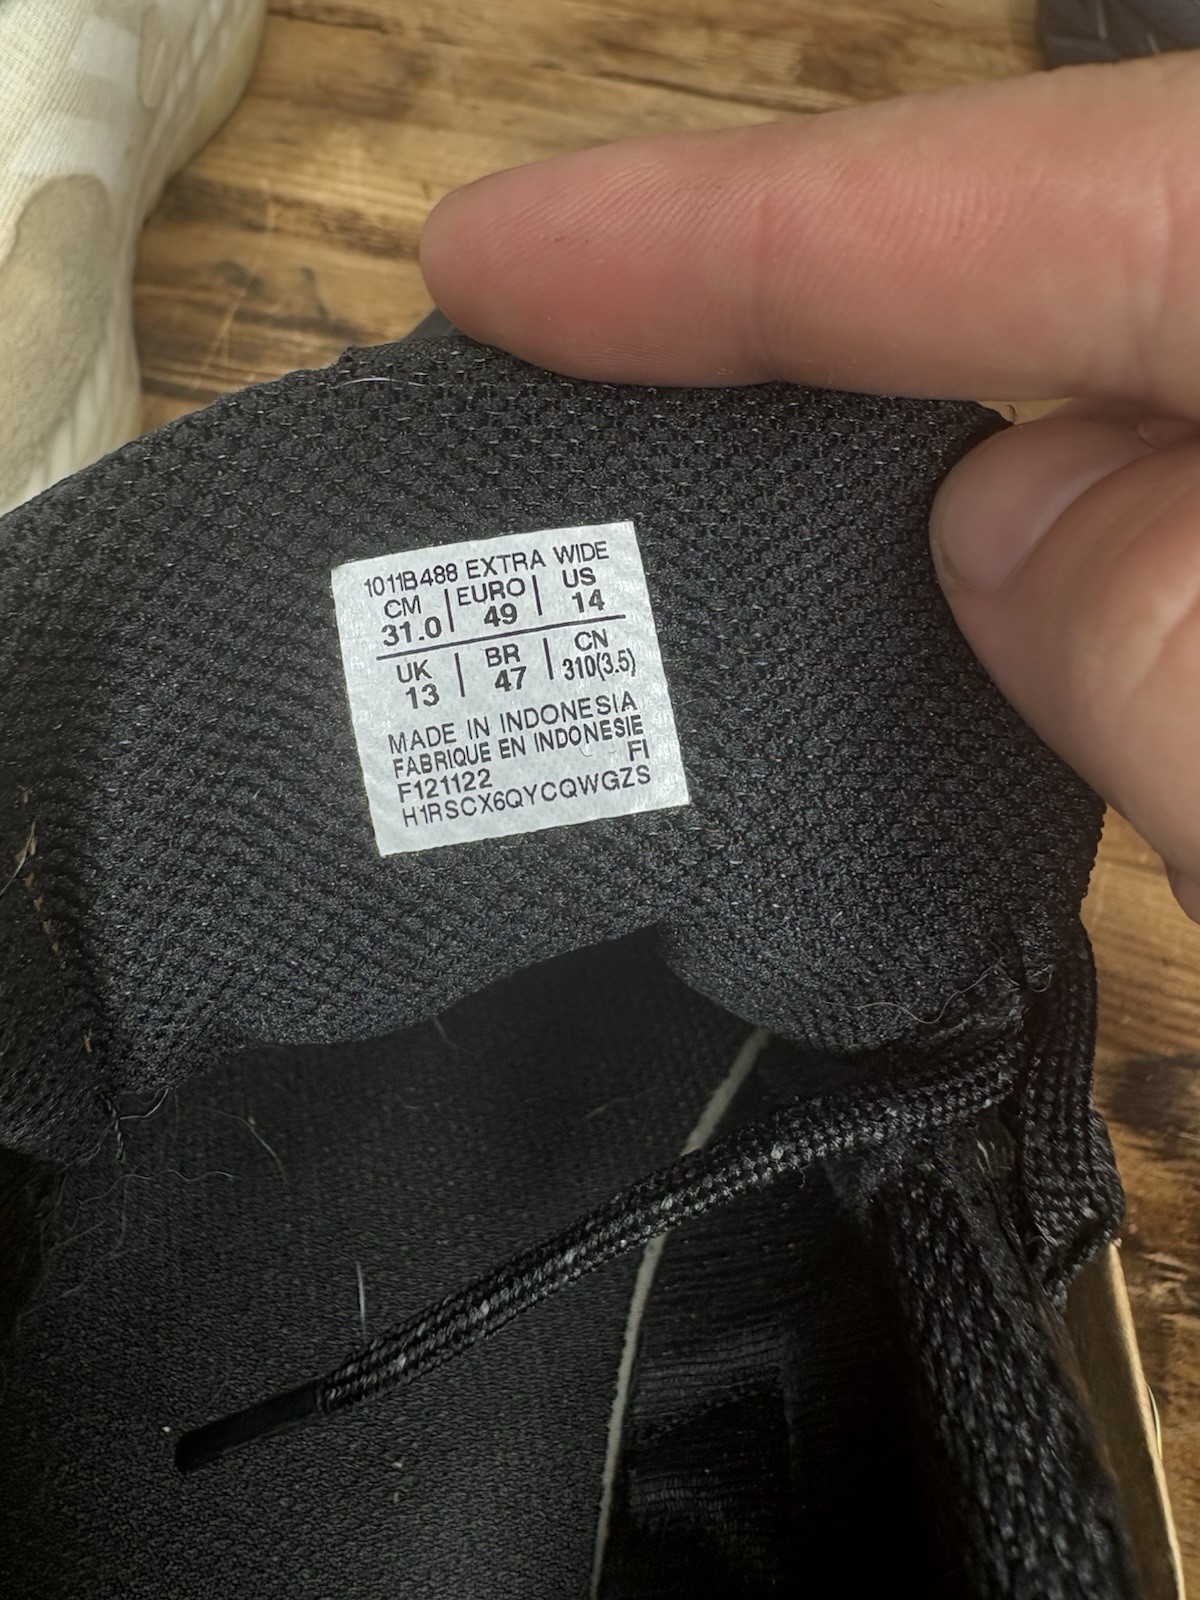 1011B488 EXTRA WIDE
CM | EURO | US
31.0 | 49 | 14
UK | BR | CN
13 | 47 | 310(3.5)
MADE IN INDONESIA
FABRIQUE EN INDONESIE
F121122 FI
H1RSCX6QYCQWGZS